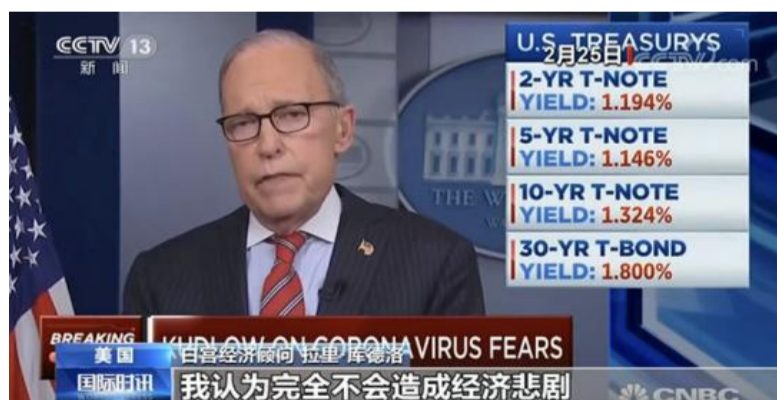 CCTV 13
新闻
U.S. TREASURYS
2月25日
2-YR T-NOTE
YIELD: 1.194%
5-YR T-NOTE
YIELD: 1.146%
10-YR T-NOTE
YIELD: 1.324%
30-YR T-BOND
YIELD: 1.800%
THE W
BREAKING
KUDLOW ON CORONAVIRUS FEARS
美国
白宫经济顾问 拉里 库德洛
国际时讯
我认为完全不会造成经济悲剧
CNBC